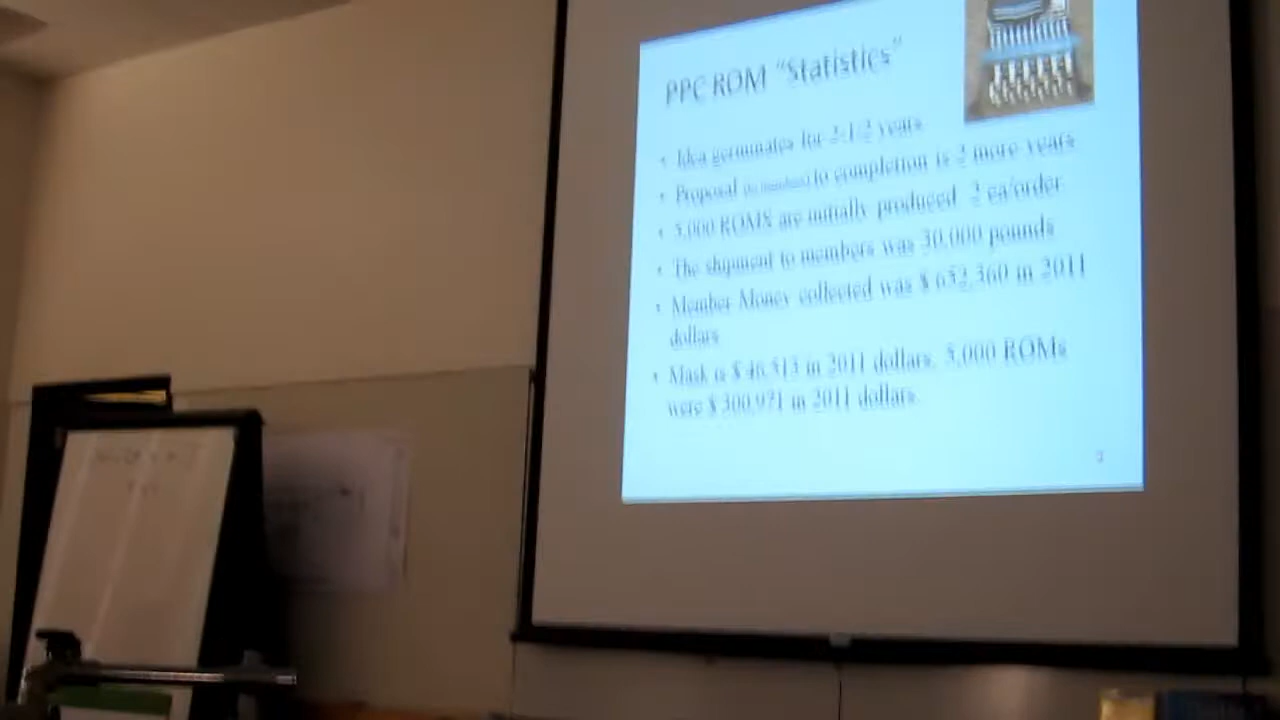 PPC ROM "Statistics"
• Idea germinates for 2-1/2 years
• Proposal to completion is 2 more years
• 5,000 ROMS are initially produced 2 ea/order
• The shipment to members was 30,000 pounds
• Member Money collected was $ 652,360 in 2011
dollars
• Mask is $ 46,513 in 2011 dollars. 5,000 ROMs
were $ 300,971 in 2011 dollars.